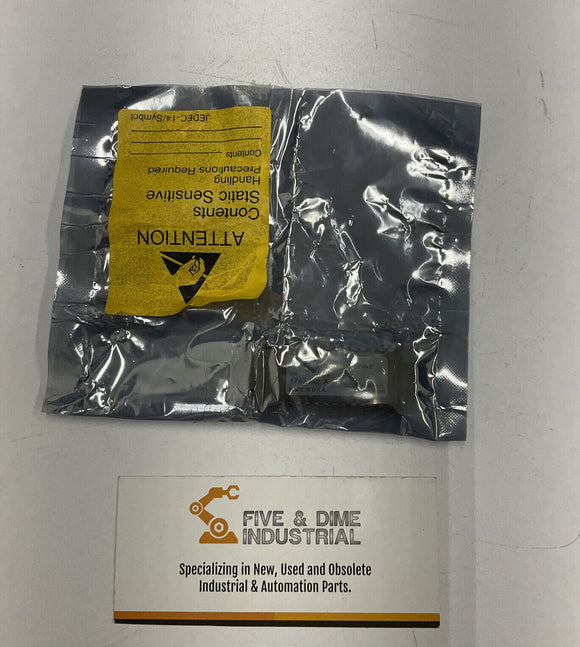 ATTENTION
Contents
Static Sensitive
Handling
Precautions Required
Contents
JEDEC-14/Symbol
FIVE & DIME
INDUSTRIAL
Specializing in New, Used and Obsolete
Industrial & Automation Parts.